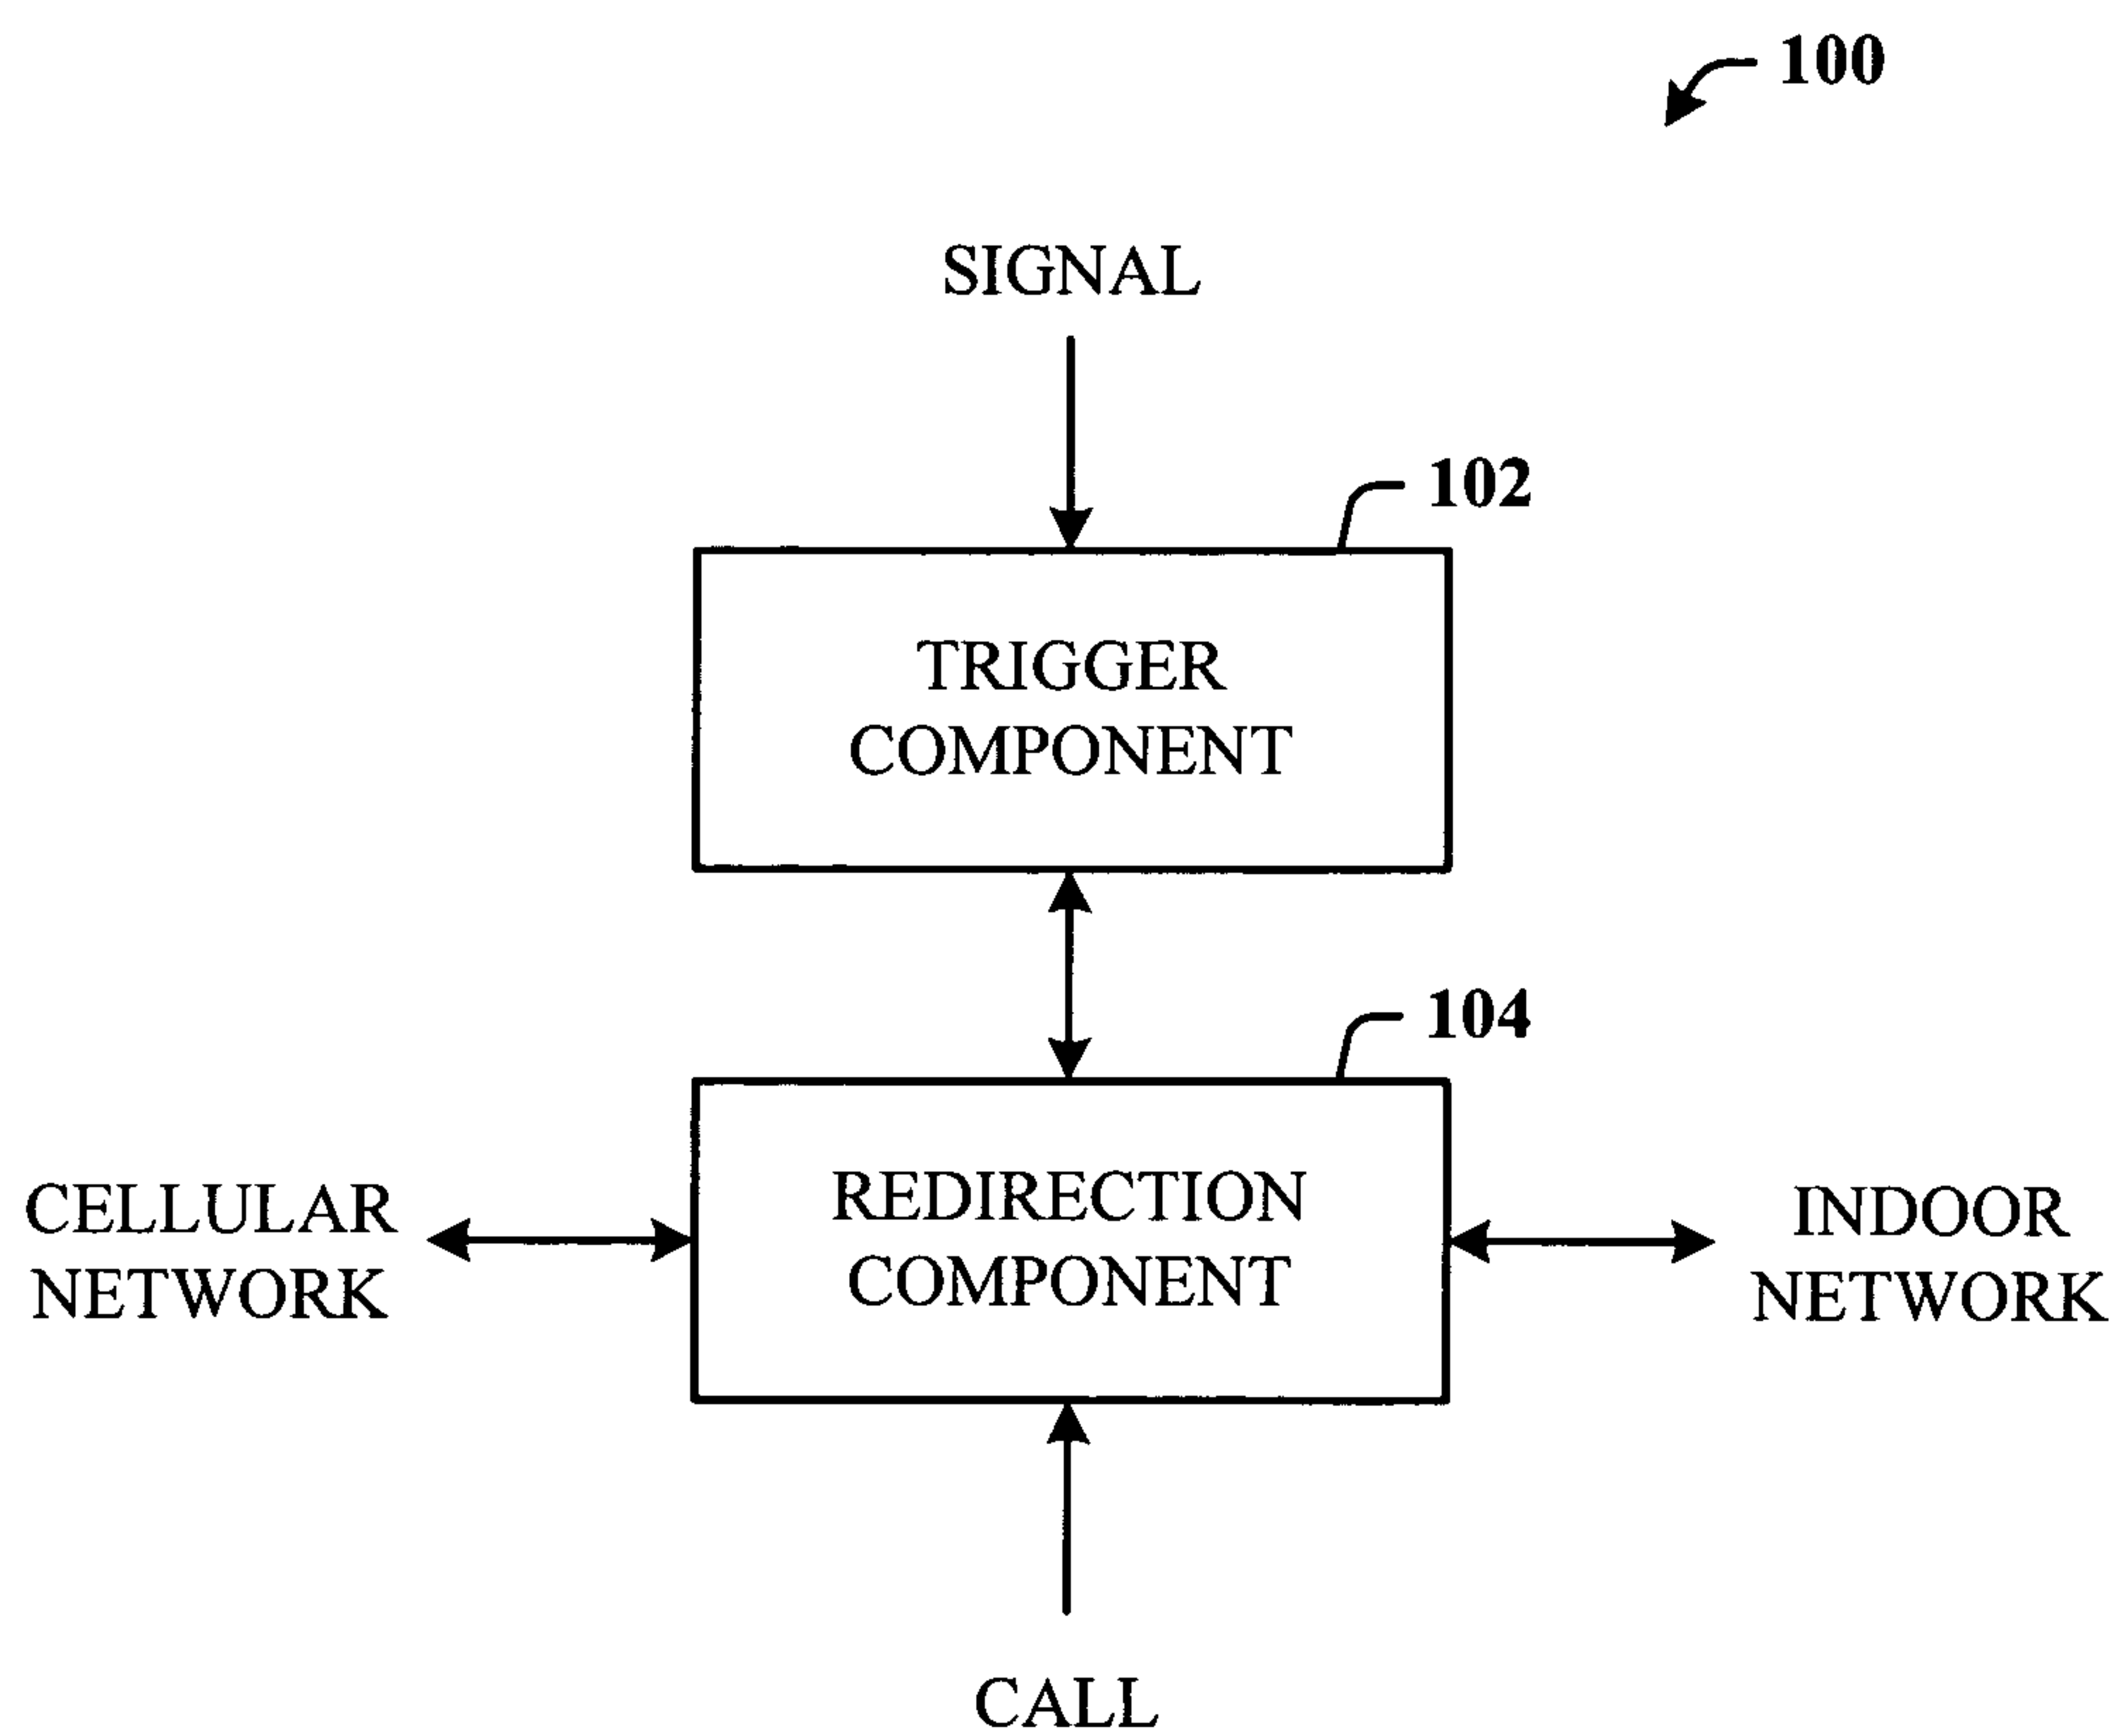 100
SIGNAL
102
TRIGGER
COMPONENT
104
REDIRECTION
COMPONENT
CELLULAR
NETWORK
INDOOR
NETWORK
CALL